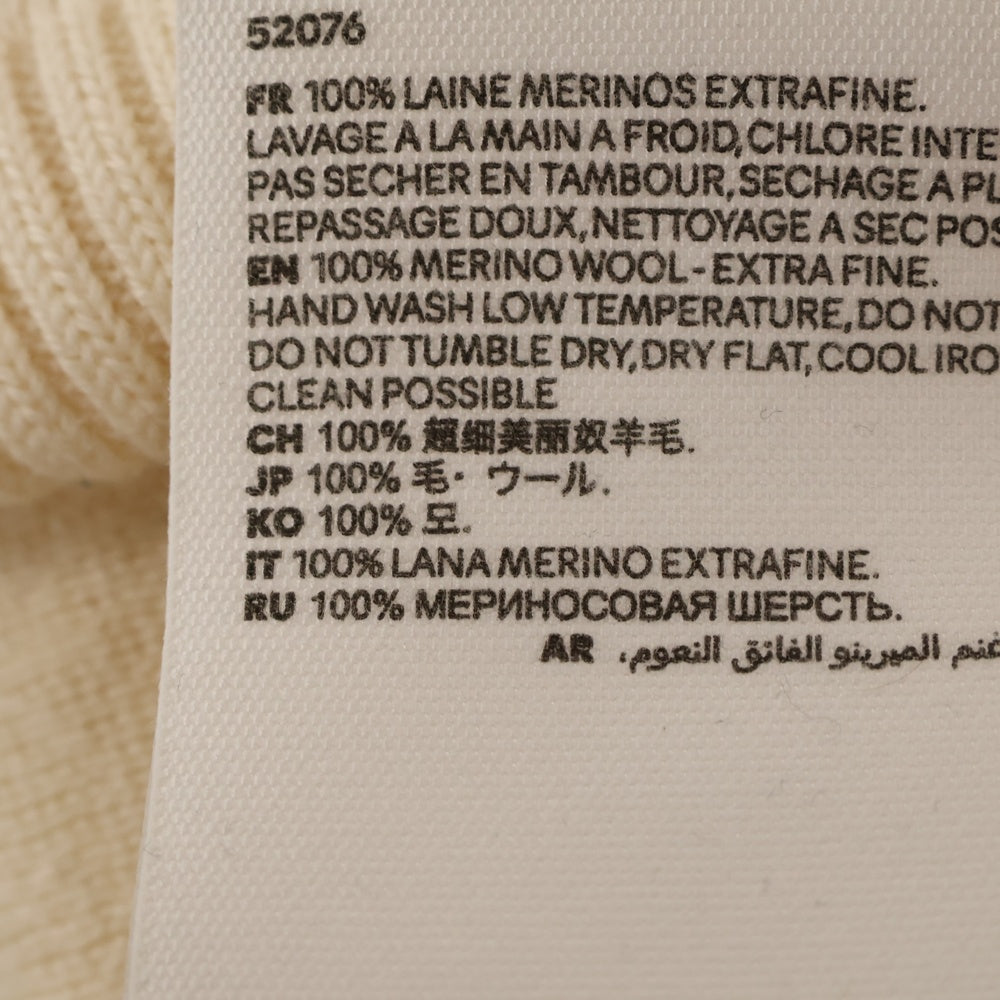 52076
FR 100% LAINE MERINOS EXTRAFINE.
LAVAGE A LA MAIN A FROID,CHLORE INTE
PAS SECHER EN TAMBOUR,SECHAGE A PL
REPASSAGE DOUX,NETTOYAGE A SEC POS
EN 100% MERINO WOOL-EXTRA FINE.
HAND WASH LOW TEMPERATURE,DO NOT
DO NOT TUMBLE DRY,DRY FLAT,COOL IRO
CLEAN POSSIBLE
CH 100% 超细美丽奴羊毛.
JP 100% 毛· ウール.
KO 100% 모.
IT 100% LANA MERINO EXTRAFINE.
RU 100% МЕРИНОСОВАЯ ШЕРСТЬ.
AR غنم الميرينو الفائق النعوم.